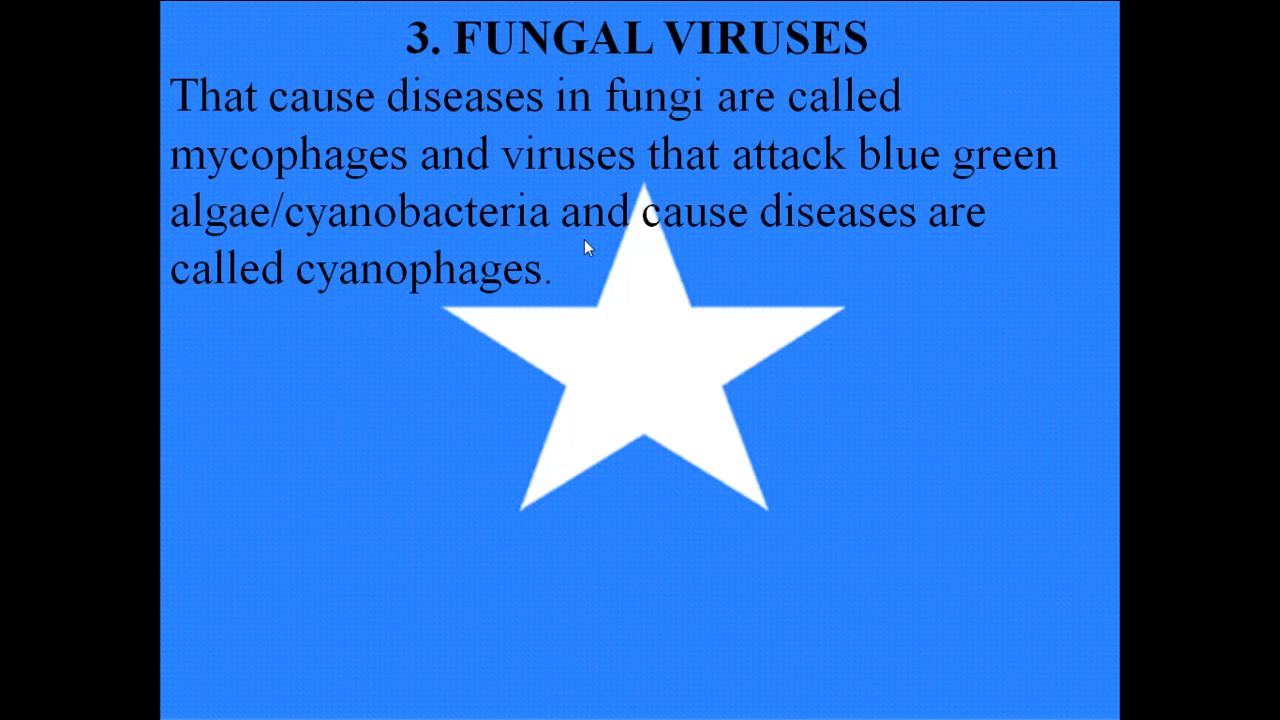 3. FUNGAL VIRUSES
That cause diseases in fungi are called
mycophages and viruses that attack blue green
algae/cyanobacteria and cause diseases are
called cyanophages.